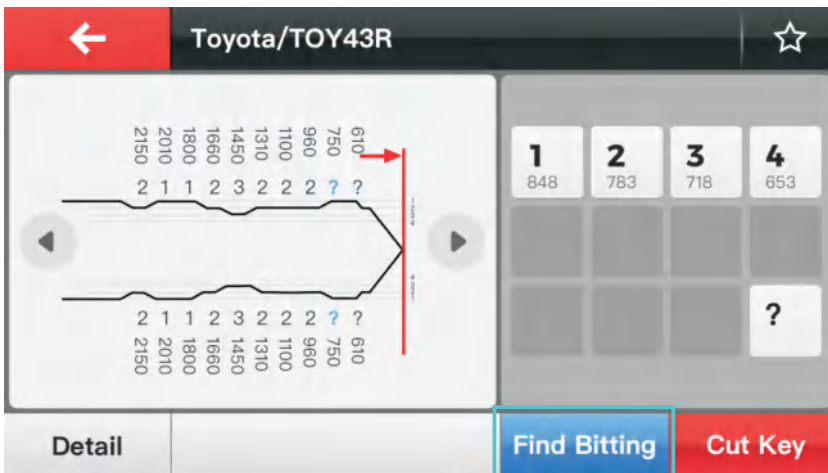 Toyota/TOY43R
2150 2010 1800 1660 1450 1310 1100 960 750 610
2 1 1 2 3 2 2 2 ? ?
2 1 1 2 3 2 2 2 ? ?
2150 2010 1800 1660 1450 1310 1100 960 750 610
1 2 3 4
848 783 718 653
?
Detail
Find Bitting
Cut Key